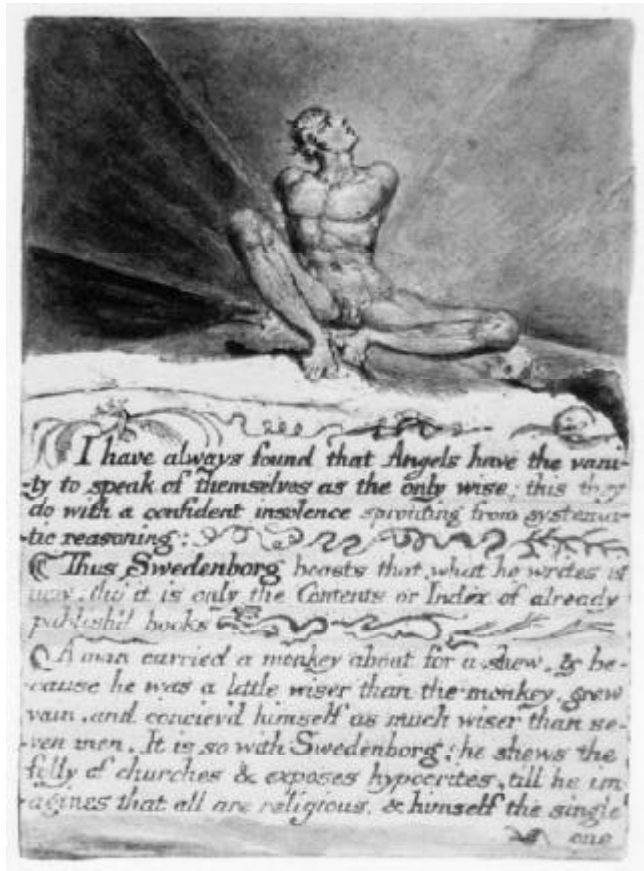 I have always found that Angels have the vani-
-ty to speak of themselves as the only wise; this they
do with a confident insolence sprouting from systema-
-tic reasoning:
Thus Swedenborg boasts that what he writes is
new; tho' it is only the Contents or Index of already
publish'd books
A man carried a monkey about for a shew, & be-
-cause he was a little wiser than the monkey, grew
vain, and conciev'd himself as much wiser than se-
-ven men. It is so with Swedenborg; he shews the
folly of churches & exposes hypocrites, till he im-
-agines that all are religious, & himself the single
one